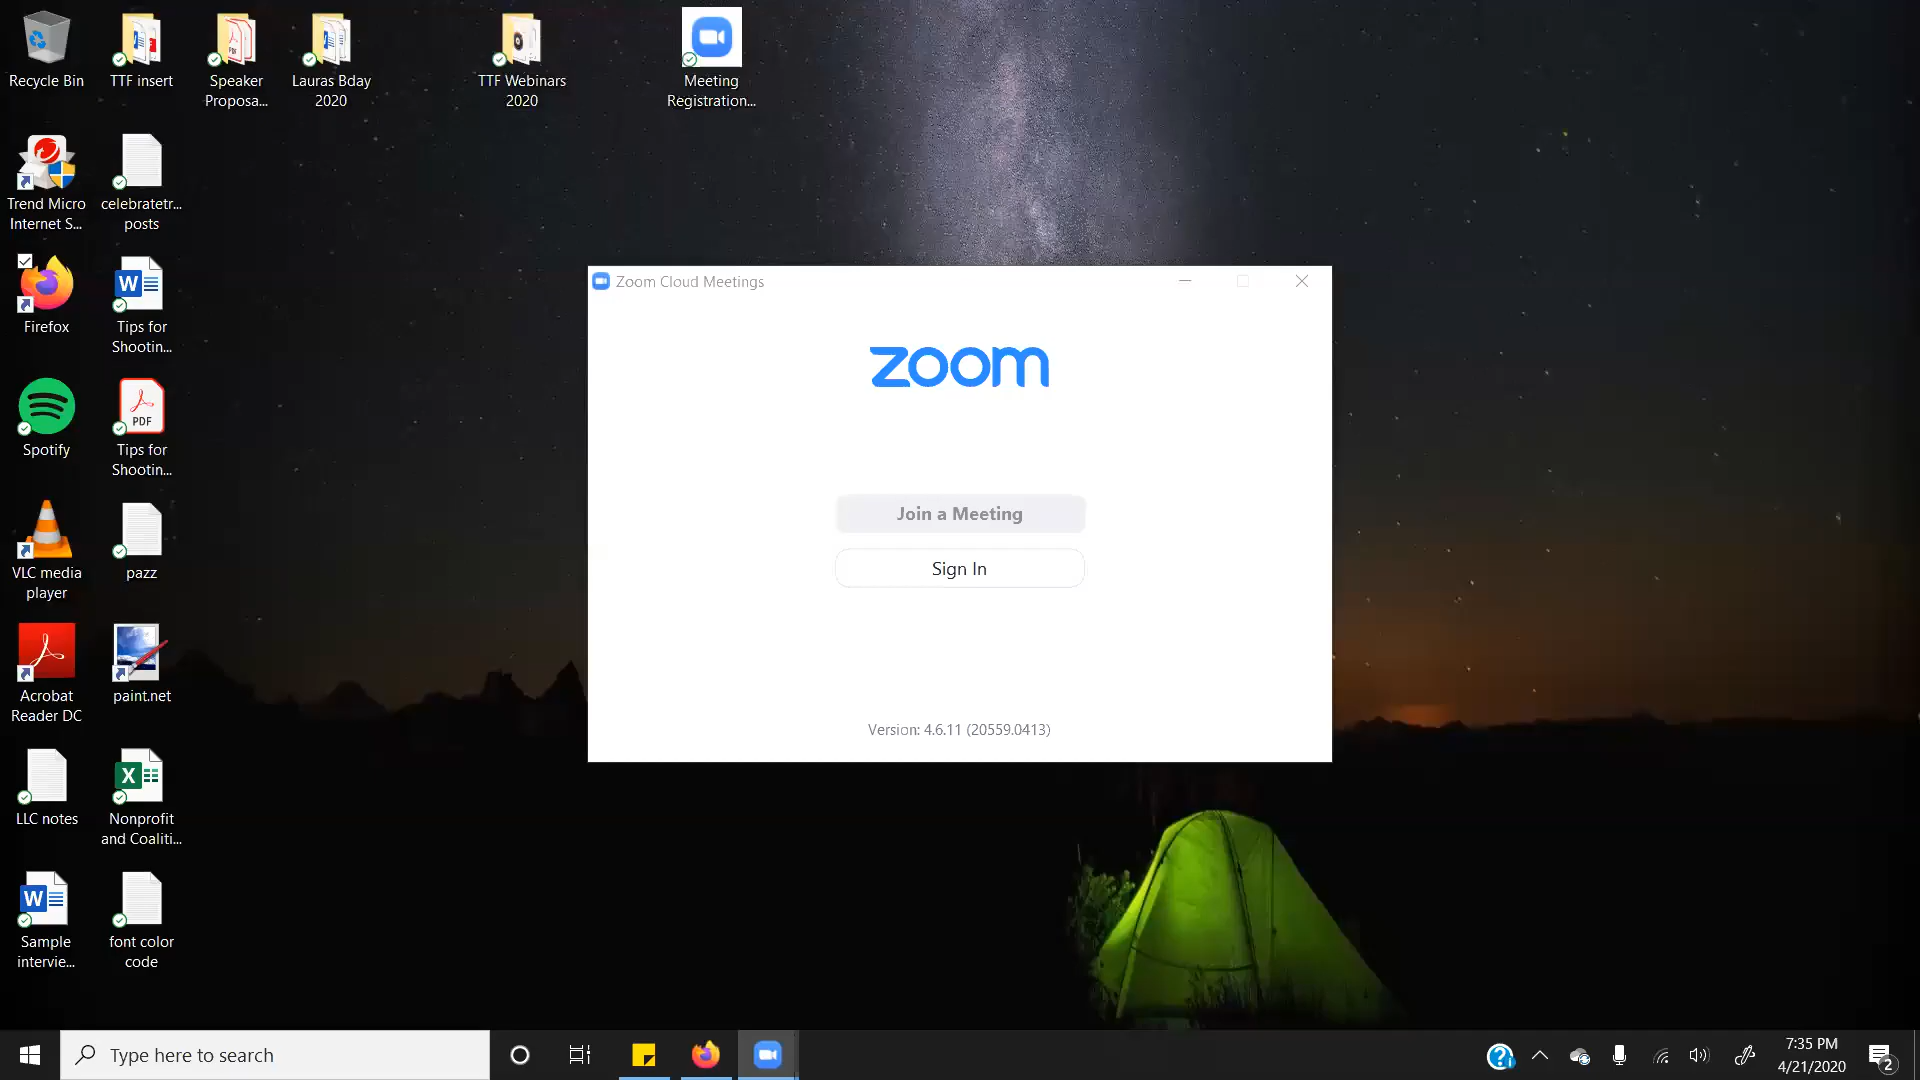 Recycle Bin
TTF insert
Speaker
Proposa...
Lauras Bday
2020
TTF Webinars
2020
Meeting
Registration...
Trend Micro
Internet S...
celebratetr...
posts
Firefox
W
Tips for
Shootin...
Spotify
PDF
Tips for
Shootin...
VLC media
player
pazz
Acrobat
Reader DC
paint.net
LLC notes
X
Nonprofit
and Coaliti...
W
Sample
intervie...
font color
code
Zoom Cloud Meetings
zoom
Join a Meeting
Sign In
Version: 4.6.11 (20559.0413)
Type here to search
7:35 PM
4/21/2020
2